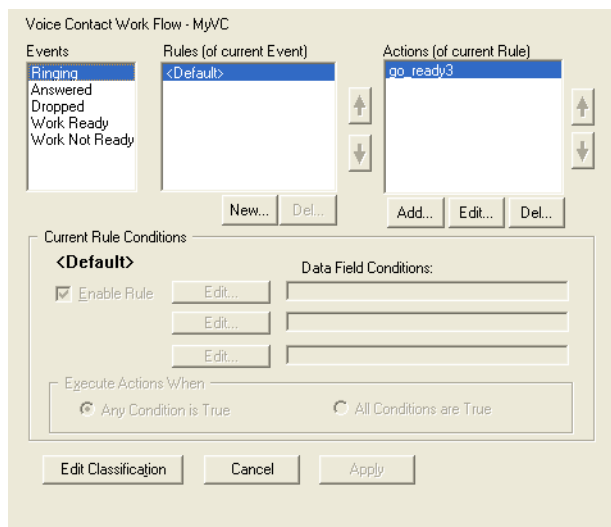 Voice Contact Work Flow - MyVC
Events
Rules (of current Event)
Actions (of current Rule)
Ringing
Answered
Dropped
Work Ready
Work Not Ready
<Default>
go_ready3
New...
Del...
Add...
Edit...
Del...
Current Rule Conditions
<Default>
Data Field Conditions:
Enable Rule
Edit...
Edit...
Edit...
Execute Actions When
Any Condition is True
All Conditions are True
Edit Classification
Cancel
Apply